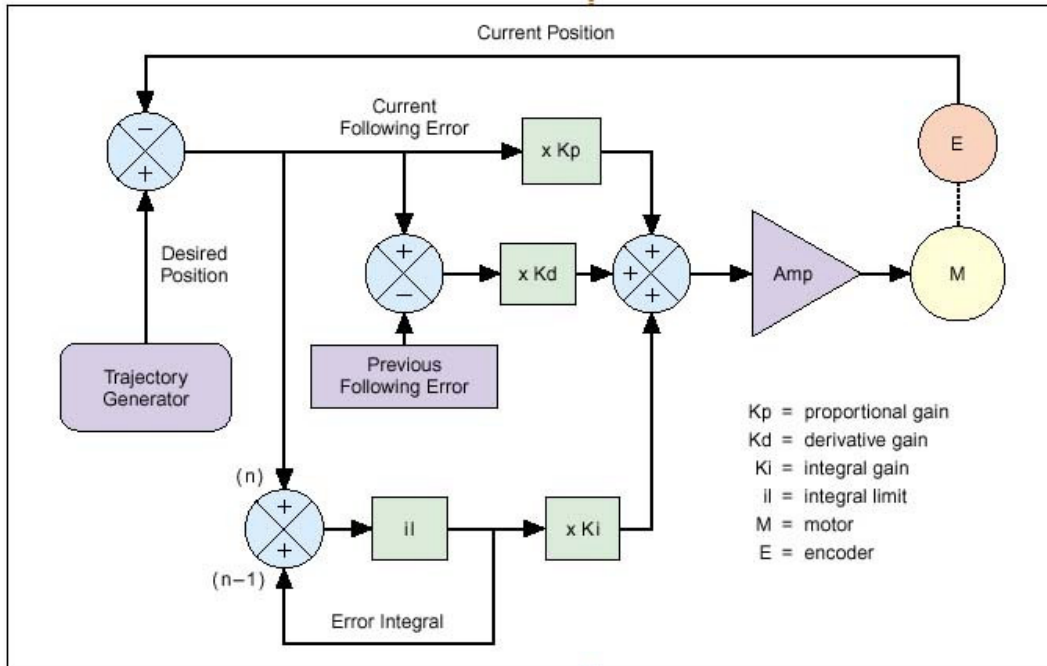 Current Position
−
+
Current
Following Error
x Kp
E
Desired
Position
+
−
x Kd
+
+
+
Amp
M
Trajectory
Generator
Previous
Following Error
Kp = proportional gain
Kd = derivative gain
Ki = integral gain
il = integral limit
M = motor
E = encoder
(n)
+
+
(n−1)
il
x Ki
Error Integral